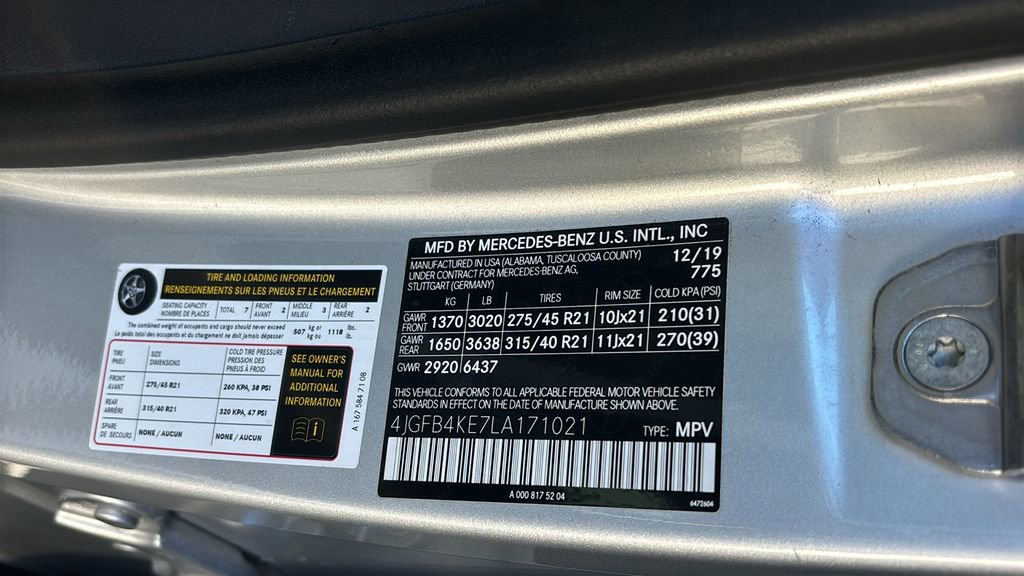 TIRE AND LOADING INFORMATION
RENSEIGNEMENTS SUR LES PNEUS ET LE CHARGEMENT
SEATING CAPACITY
NOMBRE DE PLACES
TOTAL 7
FRONT
AVANT 2
MIDDLE
MILIEU 3
REAR
ARRIÈRE 2
The combined weight of occupants and cargo should never exceed
Le poids total des occupants et du chargement ne doit jamais dépasser
507 kg or
kg ou
1118 lbs.
lb.
TIRE
PNEU
SIZE
DIMENSIONS
COLD TIRE PRESSURE
PRESSION DES
PNEUS À FROID
FRONT
AVANT
275/45 R21
260 KPA, 38 PSI
REAR
ARRIÈRE
315/40 R21
320 KPA, 47 PSI
SPARE
DE SECOURS
NONE / AUCUN
NONE / AUCUN
SEE OWNER'S
MANUAL FOR
ADDITIONAL
INFORMATION
A 167 584 71 08
MFD BY MERCEDES-BENZ U.S. INTL., INC
MANUFACTURED IN USA (ALABAMA, TUSCALOOSA COUNTY) 12/19
UNDER CONTRACT FOR MERCEDES-BENZ AG, 775
STUTTGART (GERMANY)
KG LB TIRES RIM SIZE COLD KPA (PSI)
GAWR
FRONT 1370 3020 275/45 R21 10Jx21 210(31)
GAWR
REAR 1650 3638 315/40 R21 11Jx21 270(39)
GVWR 2920 6437
THIS VEHICLE CONFORMS TO ALL APPLICABLE FEDERAL MOTOR VEHICLE SAFETY
STANDARDS IN EFFECT ON THE DATE OF MANUFACTURE SHOWN ABOVE.
4JGFB4KE7LA171021 TYPE: MPV
A 000 817 52 04
6472604